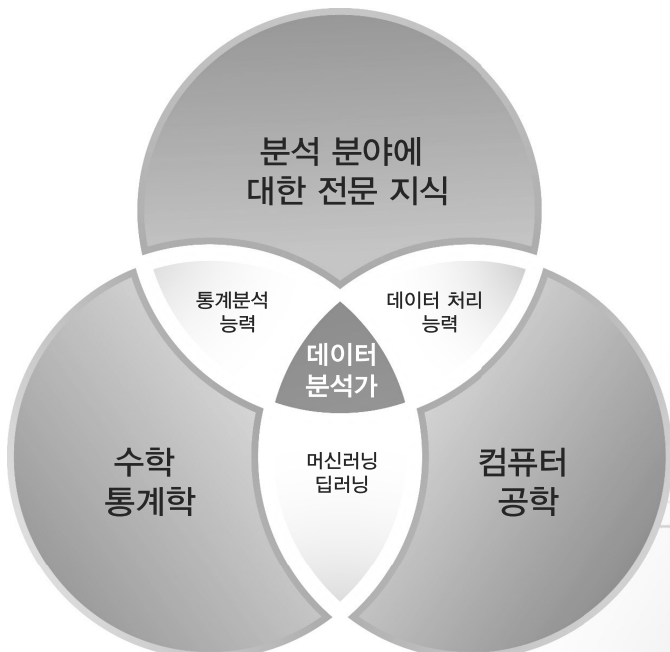 분석 분야에
대한 전문 지식
통계분석
능력
데이터 처리
능력
데이터
분석가
수학
통계학
머신러닝
딥러닝
컴퓨터
공학